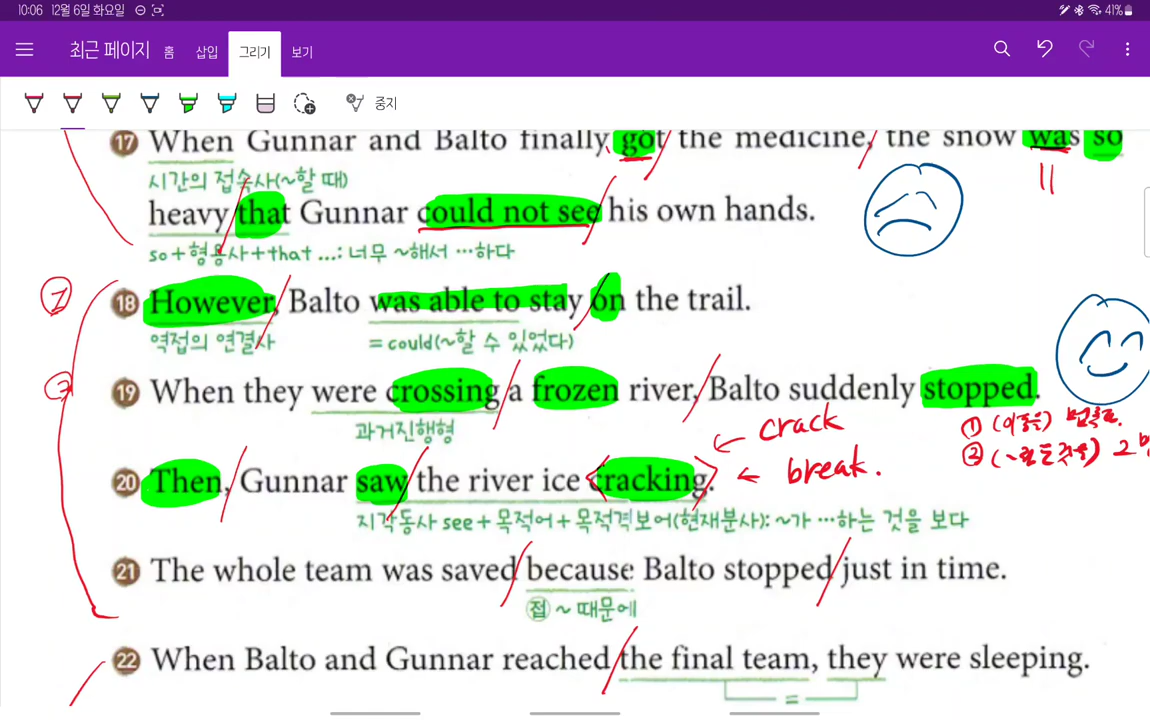 10:06 12월 6일 화요일 41%
최근 페이지 홈 삽입 그리기 보기
중지
17 When Gunnar and Balto finally got the medicine, the snow was so
시간의 접속사(~할 때)
heavy that Gunnar could not see his own hands.
so+형용사+that ...: 너무 ~해서 …하다
18 However, Balto was able to stay on the trail.
역접의 연결사 = could(~할 수 있었다)
19 When they were crossing a frozen river, Balto suddenly stopped.
과거진행형
crack
①
②
20 Then, Gunnar saw the river ice cracking.
break.
지각동사 see+목적어+목적격보어(현재분사): ~가 …하는 것을 보다
21 The whole team was saved because Balto stopped just in time.
접 ~ 때문에
22 When Balto and Gunnar reached the final team, they were sleeping.
=